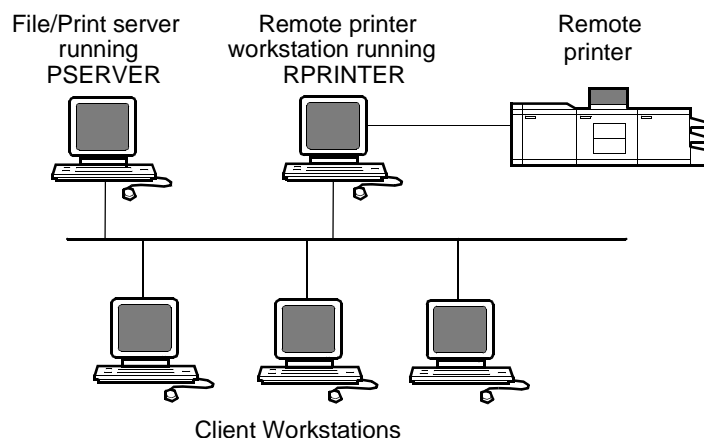 File/Print server
running
PSERVER
Remote printer
workstation running
RPRINTER
Remote
printer
Client Workstations